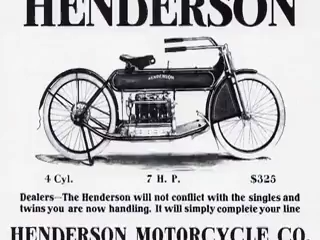 HENDERSON
HENDERSON
4 Cyl. 7 H. P. $325
Dealers—The Henderson will not conflict with the singles and
twins you are now handling. It will simply complete your line
HENDERSON MOTORCYCLE CO.